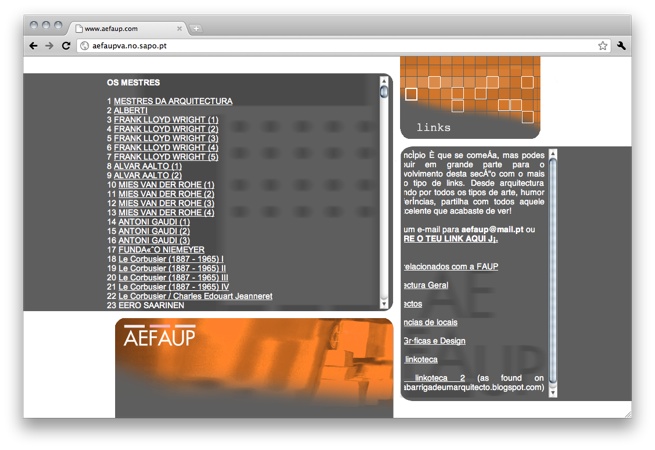 www.aefaup.com
aefaupva.no.sapo.pt
OS MESTRES
1 MESTRES DA ARQUITECTURA
2 ALBERTI
3 FRANK LLOYD WRIGHT (1)
4 FRANK LLOYD WRIGHT (2)
5 FRANK LLOYD WRIGHT (3)
6 FRANK LLOYD WRIGHT (4)
7 FRANK LLOYD WRIGHT (5)
8 ALVAR AALTO (1)
9 ALVAR AALTO (2)
10 MIES VAN DER ROHE (1)
11 MIES VAN DER ROHE (2)
12 MIES VAN DER ROHE (3)
13 MIES VAN DER ROHE (4)
14 ANTONI GAUDI (1)
15 ANTONI GAUDI (2)
16 ANTONI GAUDI (3)
17 FUNDA«˜O NIEMEYER
18 Le Corbusier (1887 - 1965) I
19 Le Corbusier (1887 - 1965) II
20 Le Corbusier (1887 - 1965) III
21 Le Corbusier (1887 - 1965) IV
22 Le Corbusier / Charles Edouart Jeanneret
23 EERO SAARINEN
AEFAUP
links
ncÌpio È que se comeÁa, mas podes
uir em grande parte para o
volvimento desta secÁ"o com o mais
o tipo de links. Desde arquitectura
ndo por todos os tipos de arte, humor
erÍncias, partilha com todos aquele
celente que acabaste de ver!
um e-mail para aefaup@mail.pt ou
RE O TEU LINK AQUI J¡.
relacionados com a FAUP
ectura Geral
ectos
ncias de locais
Gr·ficas e Design
linkoteca
linkoteca 2 (as found on
abarrigadeumarquitecto.blogspot.com)
AE
FAUP